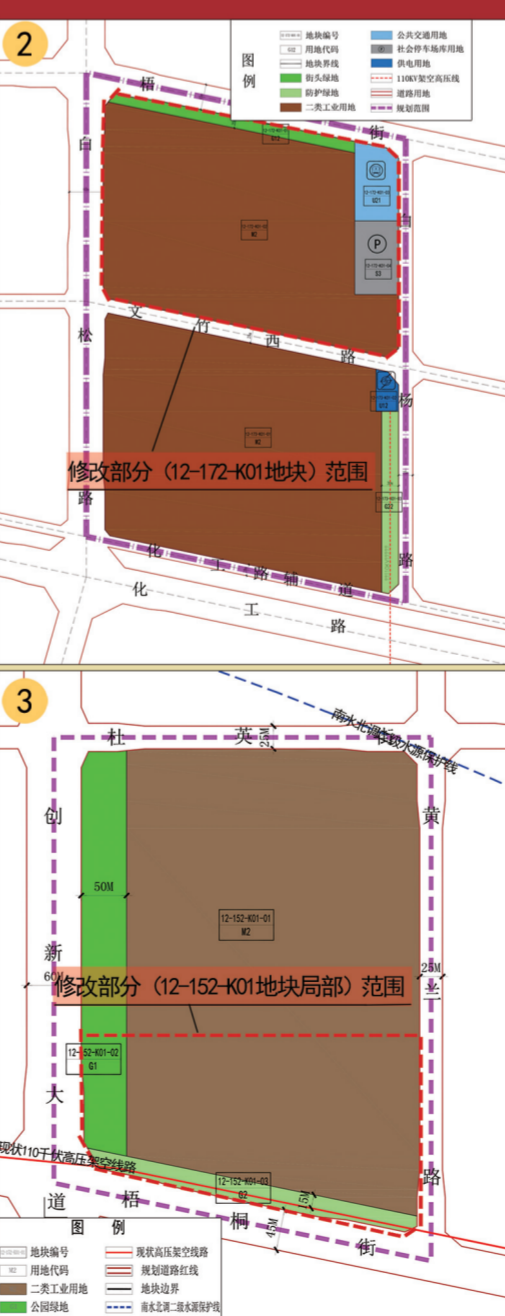 2
图例
地块编号
用地代码
地块界线
街头绿地
防护绿地
二类工业用地
公共交通用地
社会停车场库用地
供电用地
110KV架空高压线
道路用地
规划范围
梧
街
白
松
路
白
杨
路
P
S3
M2
文竹西路
M2
修改部分（12-172-K01地块）范围
化工路辅道
化工路
3
南水北调
级水源保护线
杜英
25M
创新大道
黄兰路
50M
12-152-K01-01
M2
60M
25M
修改部分（12-152-K01地块局部）范围
12-152-K01-02
G1
现状110千伏高压架空线路
12-152-K01-03
G2
15M
45M
梧桐街
图例
地块编号
用地代码
二类工业用地
公园绿地
现状高压架空线路
规划道路红线
地块边界
南水北调二级水源保护线